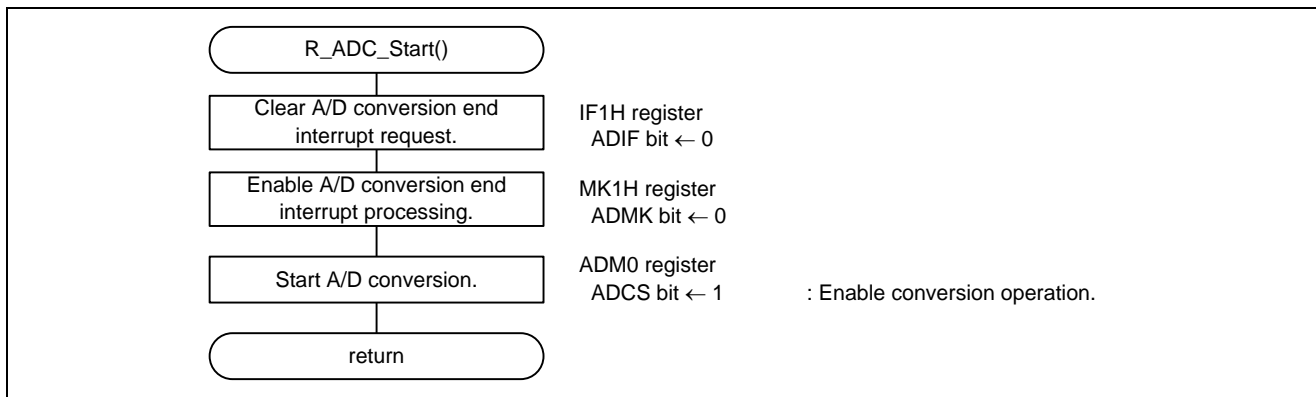 R_ADC_Start()
Clear A/D conversion end
interrupt request.
IF1H register
ADIF bit ← 0
Enable A/D conversion end
interrupt processing.
MK1H register
ADMK bit ← 0
Start A/D conversion.
ADM0 register
ADCS bit ← 1 : Enable conversion operation.
return